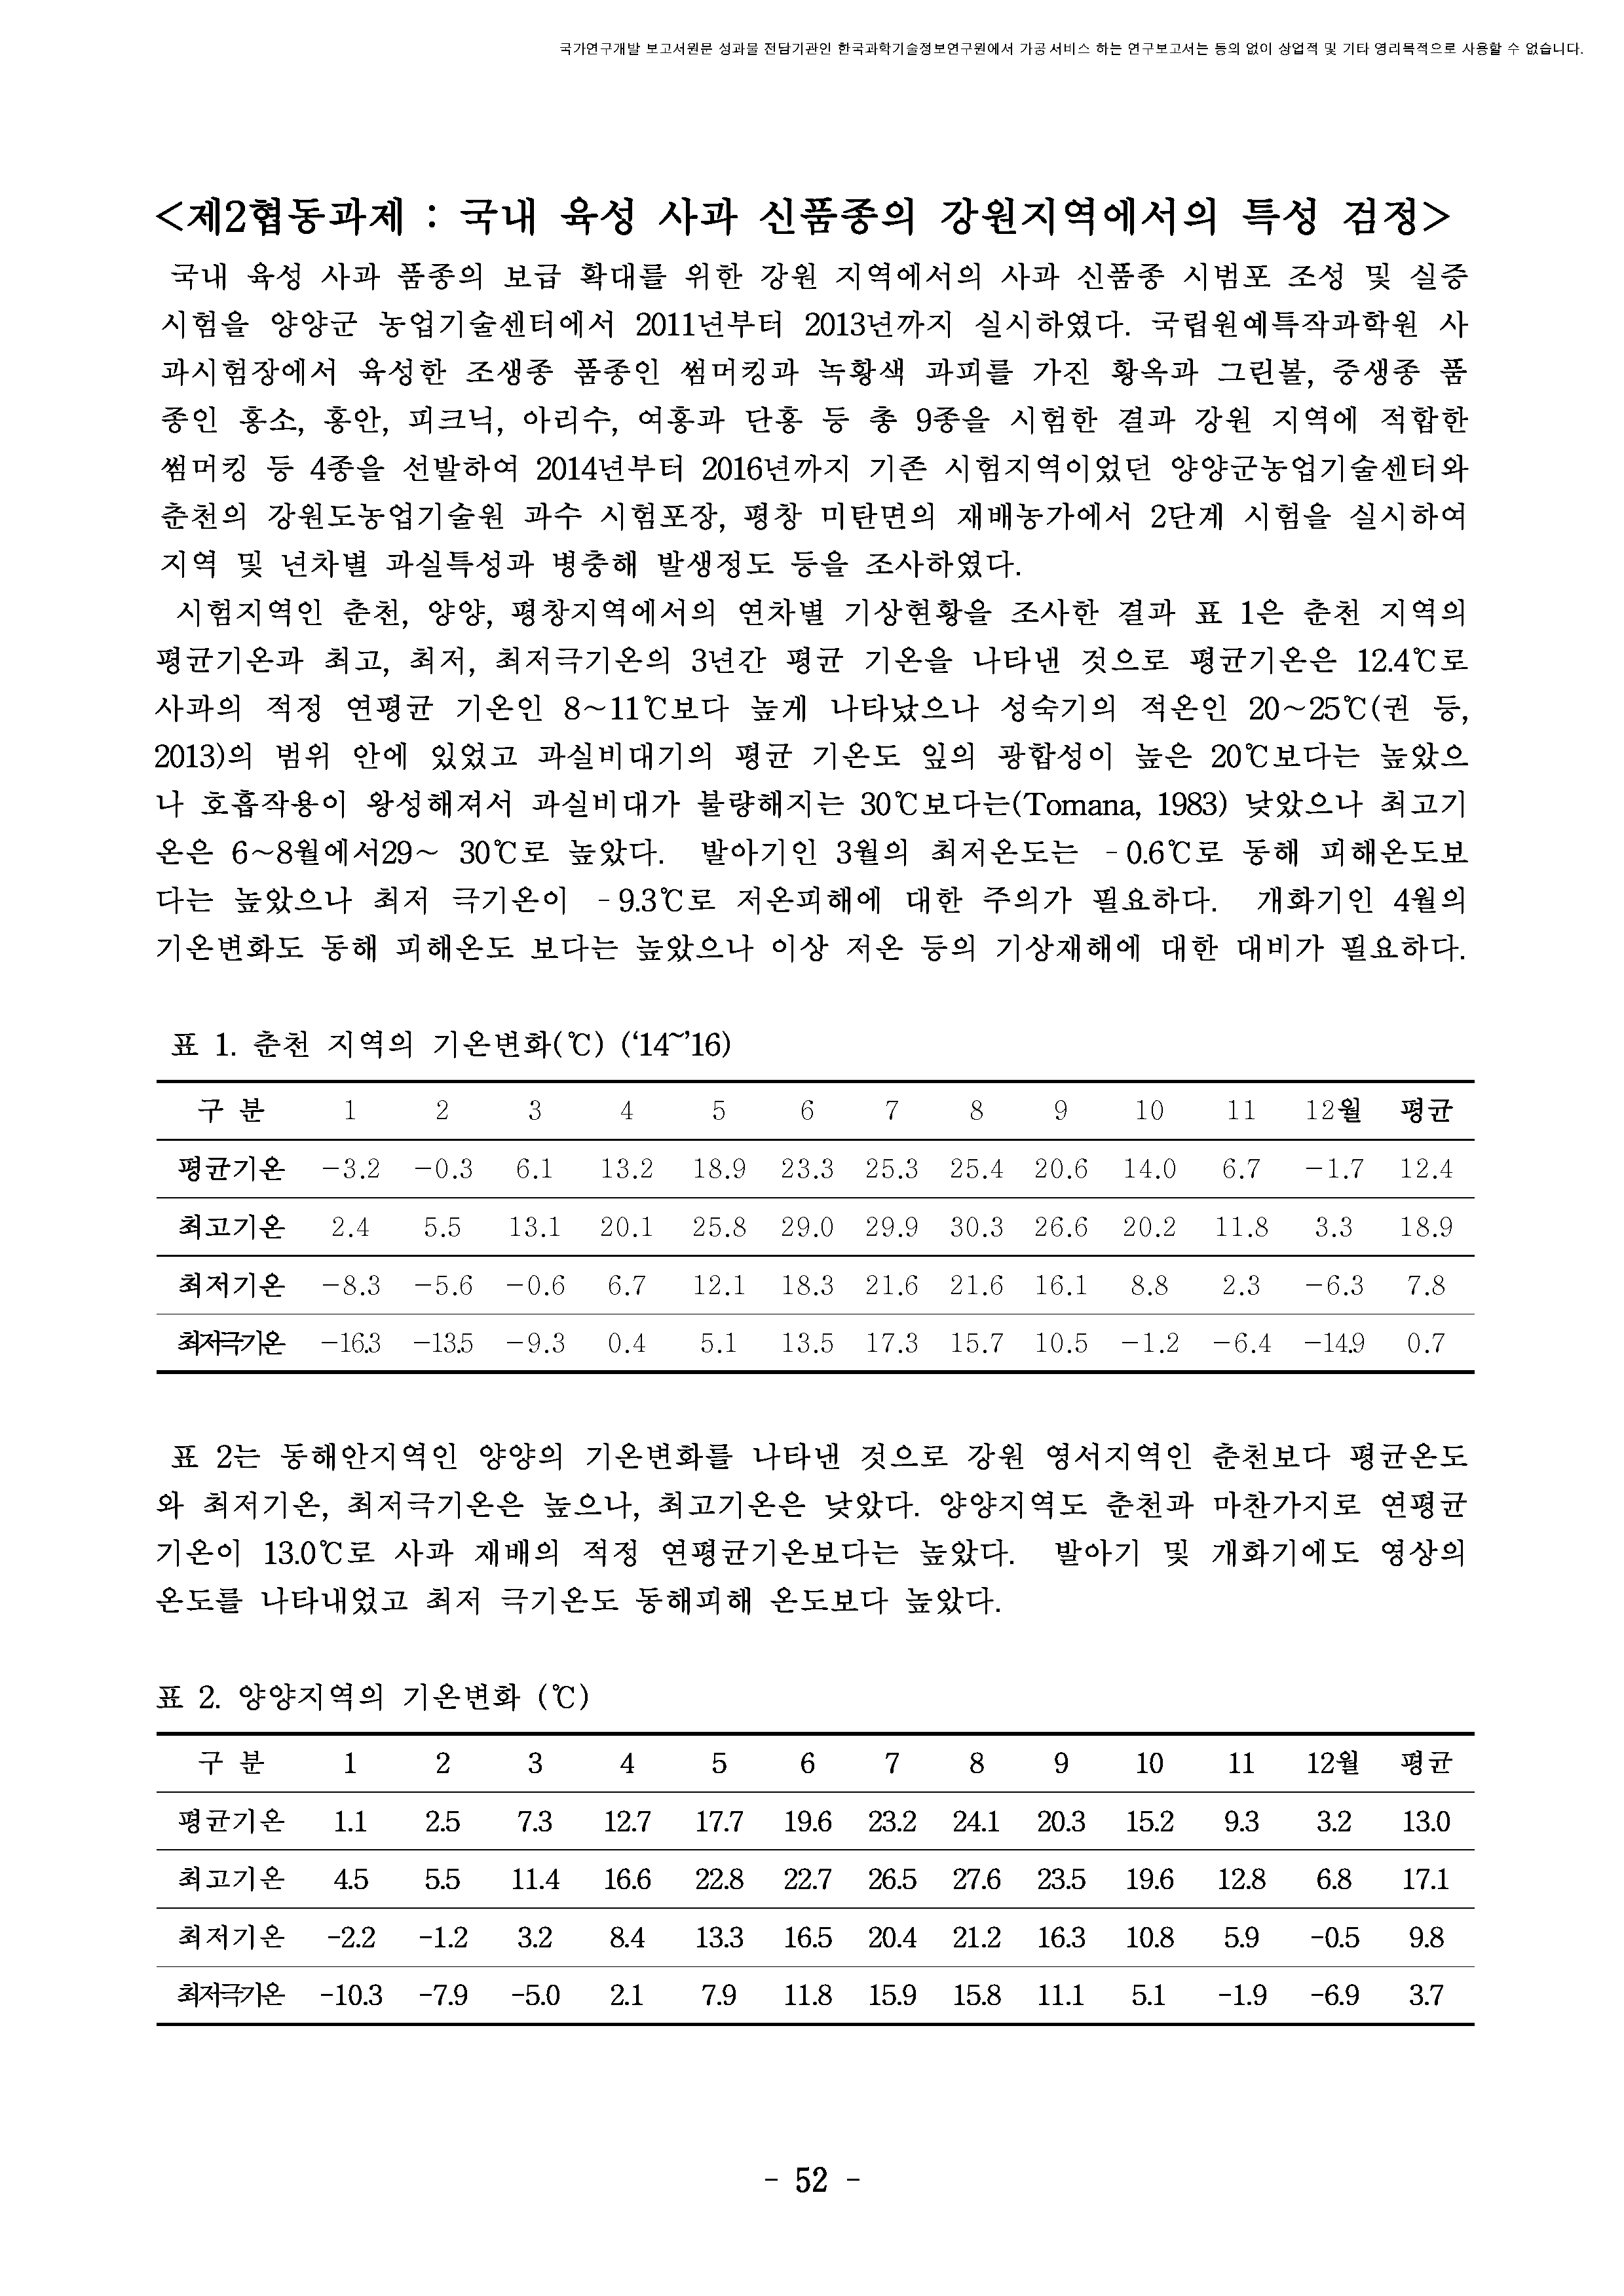 국가연구개발 보고서원문 성과물 전담기관인 한국과학기술정보연구원에서 가공·서비스 하는 연구보고서는 동의 없이 상업적 및 기타 영리목적으로 사용할 수 없습니다.
<제2협동과제 : 국내 육성 사과 신품종의 강원지역에서의 특성 검정>
국내 육성 사과 품종의 보급 확대를 위한 강원 지역에서의 사과 신품종 시범포 조성 및 실증
시험을 양양군 농업기술센터에서 2011년부터 2013년까지 실시하였다. 국립원예특작과학원 사
과시험장에서 육성한 조생종 품종인 썸머킹과 녹황색 과피를 가진 황옥과 그린볼, 중생종 품
종인 홍소, 홍안, 피크닉, 아리수, 여홍과 단홍 등 총 9종을 시험한 결과 강원 지역에 적합한
썸머킹 등 4종을 선발하여 2014년부터 2016년까지 기존 시험지역이었던 양양군농업기술센터와
춘천의 강원도농업기술원 과수 시험포장, 평창 미탄면의 재배농가에서 2단계 시험을 실시하여
지역 및 년차별 과실특성과 병충해 발생정도 등을 조사하였다.
시험지역인 춘천, 양양, 평창지역에서의 연차별 기상현황을 조사한 결과 표 1은 춘천 지역의
평균기온과 최고, 최저, 최저극기온의 3년간 평균 기온을 나타낸 것으로 평균기온은 12.4℃로
사과의 적정 연평균 기온인 8~11℃보다 높게 나타났으나 성숙기의 적온인 20~25℃(권 등,
2013)의 범위 안에 있었고 과실비대기의 평균 기온도 잎의 광합성이 높은 20℃보다는 높았으
나 호흡작용이 왕성해져서 과실비대가 불량해지는 30℃보다는(Tomana, 1983) 낮았으나 최고기
온은 6~8월에서29~ 30℃로 높았다. 발아기인 3월의 최저온도는 -0.6℃로 동해 피해온도보
다는 높았으나 최저 극기온이 -9.3℃로 저온피해에 대한 주의가 필요하다. 개화기인 4월의
기온변화도 동해 피해온도 보다는 높았으나 이상 저온 등의 기상재해에 대한 대비가 필요하다.
표 1. 춘천 지역의 기온변화(℃) (‘14~’16)
구 분 1 2 3 4 5 6 7 8 9 10 11 12월 평균
평균기온 -3.2 -0.3 6.1 13.2 18.9 23.3 25.3 25.4 20.6 14.0 6.7 -1.7 12.4
최고기온 2.4 5.5 13.1 20.1 25.8 29.0 29.9 30.3 26.6 20.2 11.8 3.3 18.9
최저기온 -8.3 -5.6 -0.6 6.7 12.1 18.3 21.6 21.6 16.1 8.8 2.3 -6.3 7.8
최저극기온 -16.3 -13.5 -9.3 0.4 5.1 13.5 17.3 15.7 10.5 -1.2 -6.4 -14.9 0.7
표 2는 동해안지역인 양양의 기온변화를 나타낸 것으로 강원 영서지역인 춘천보다 평균온도
와 최저기온, 최저극기온은 높으나, 최고기온은 낮았다. 양양지역도 춘천과 마찬가지로 연평균
기온이 13.0℃로 사과 재배의 적정 연평균기온보다는 높았다. 발아기 및 개화기에도 영상의
온도를 나타내었고 최저 극기온도 동해피해 온도보다 높았다.
표 2. 양양지역의 기온변화 (℃)
구 분 1 2 3 4 5 6 7 8 9 10 11 12월 평균
평균기온 1.1 2.5 7.3 12.7 17.7 19.6 23.2 24.1 20.3 15.2 9.3 3.2 13.0
최고기온 4.5 5.5 11.4 16.6 22.8 22.7 26.5 27.6 23.5 19.6 12.8 6.8 17.1
최저기온 -2.2 -1.2 3.2 8.4 13.3 16.5 20.4 21.2 16.3 10.8 5.9 -0.5 9.8
최저극기온 -10.3 -7.9 -5.0 2.1 7.9 11.8 15.9 15.8 11.1 5.1 -1.9 -6.9 3.7
- 52 -